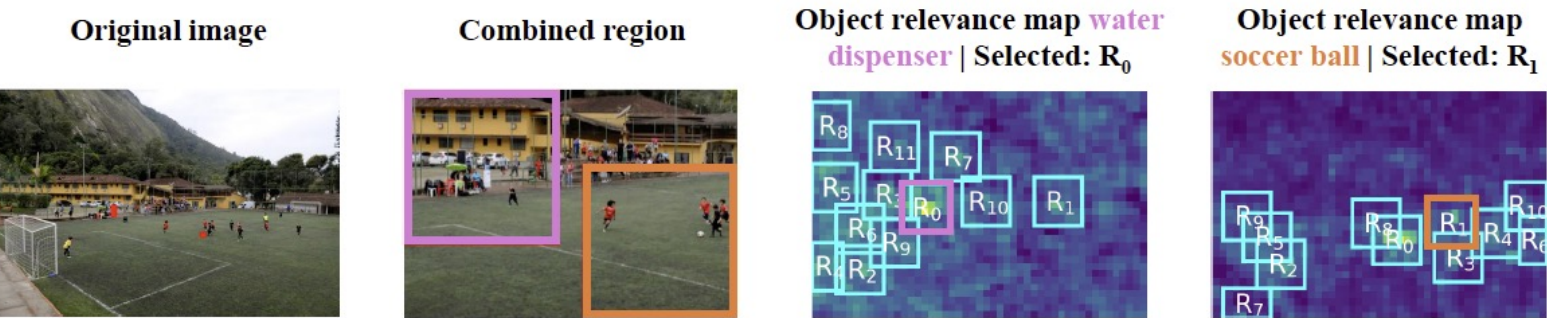 Original image
Combined region
Object relevance map water
dispenser | Selected: R0
Object relevance map
soccer ball | Selected: R1
R8
R11
R7
R5
R0
R10
R1
R6
R9
R2
R9
R5
R2
R7
R8
R0
R1
R3
R4
R10
R6